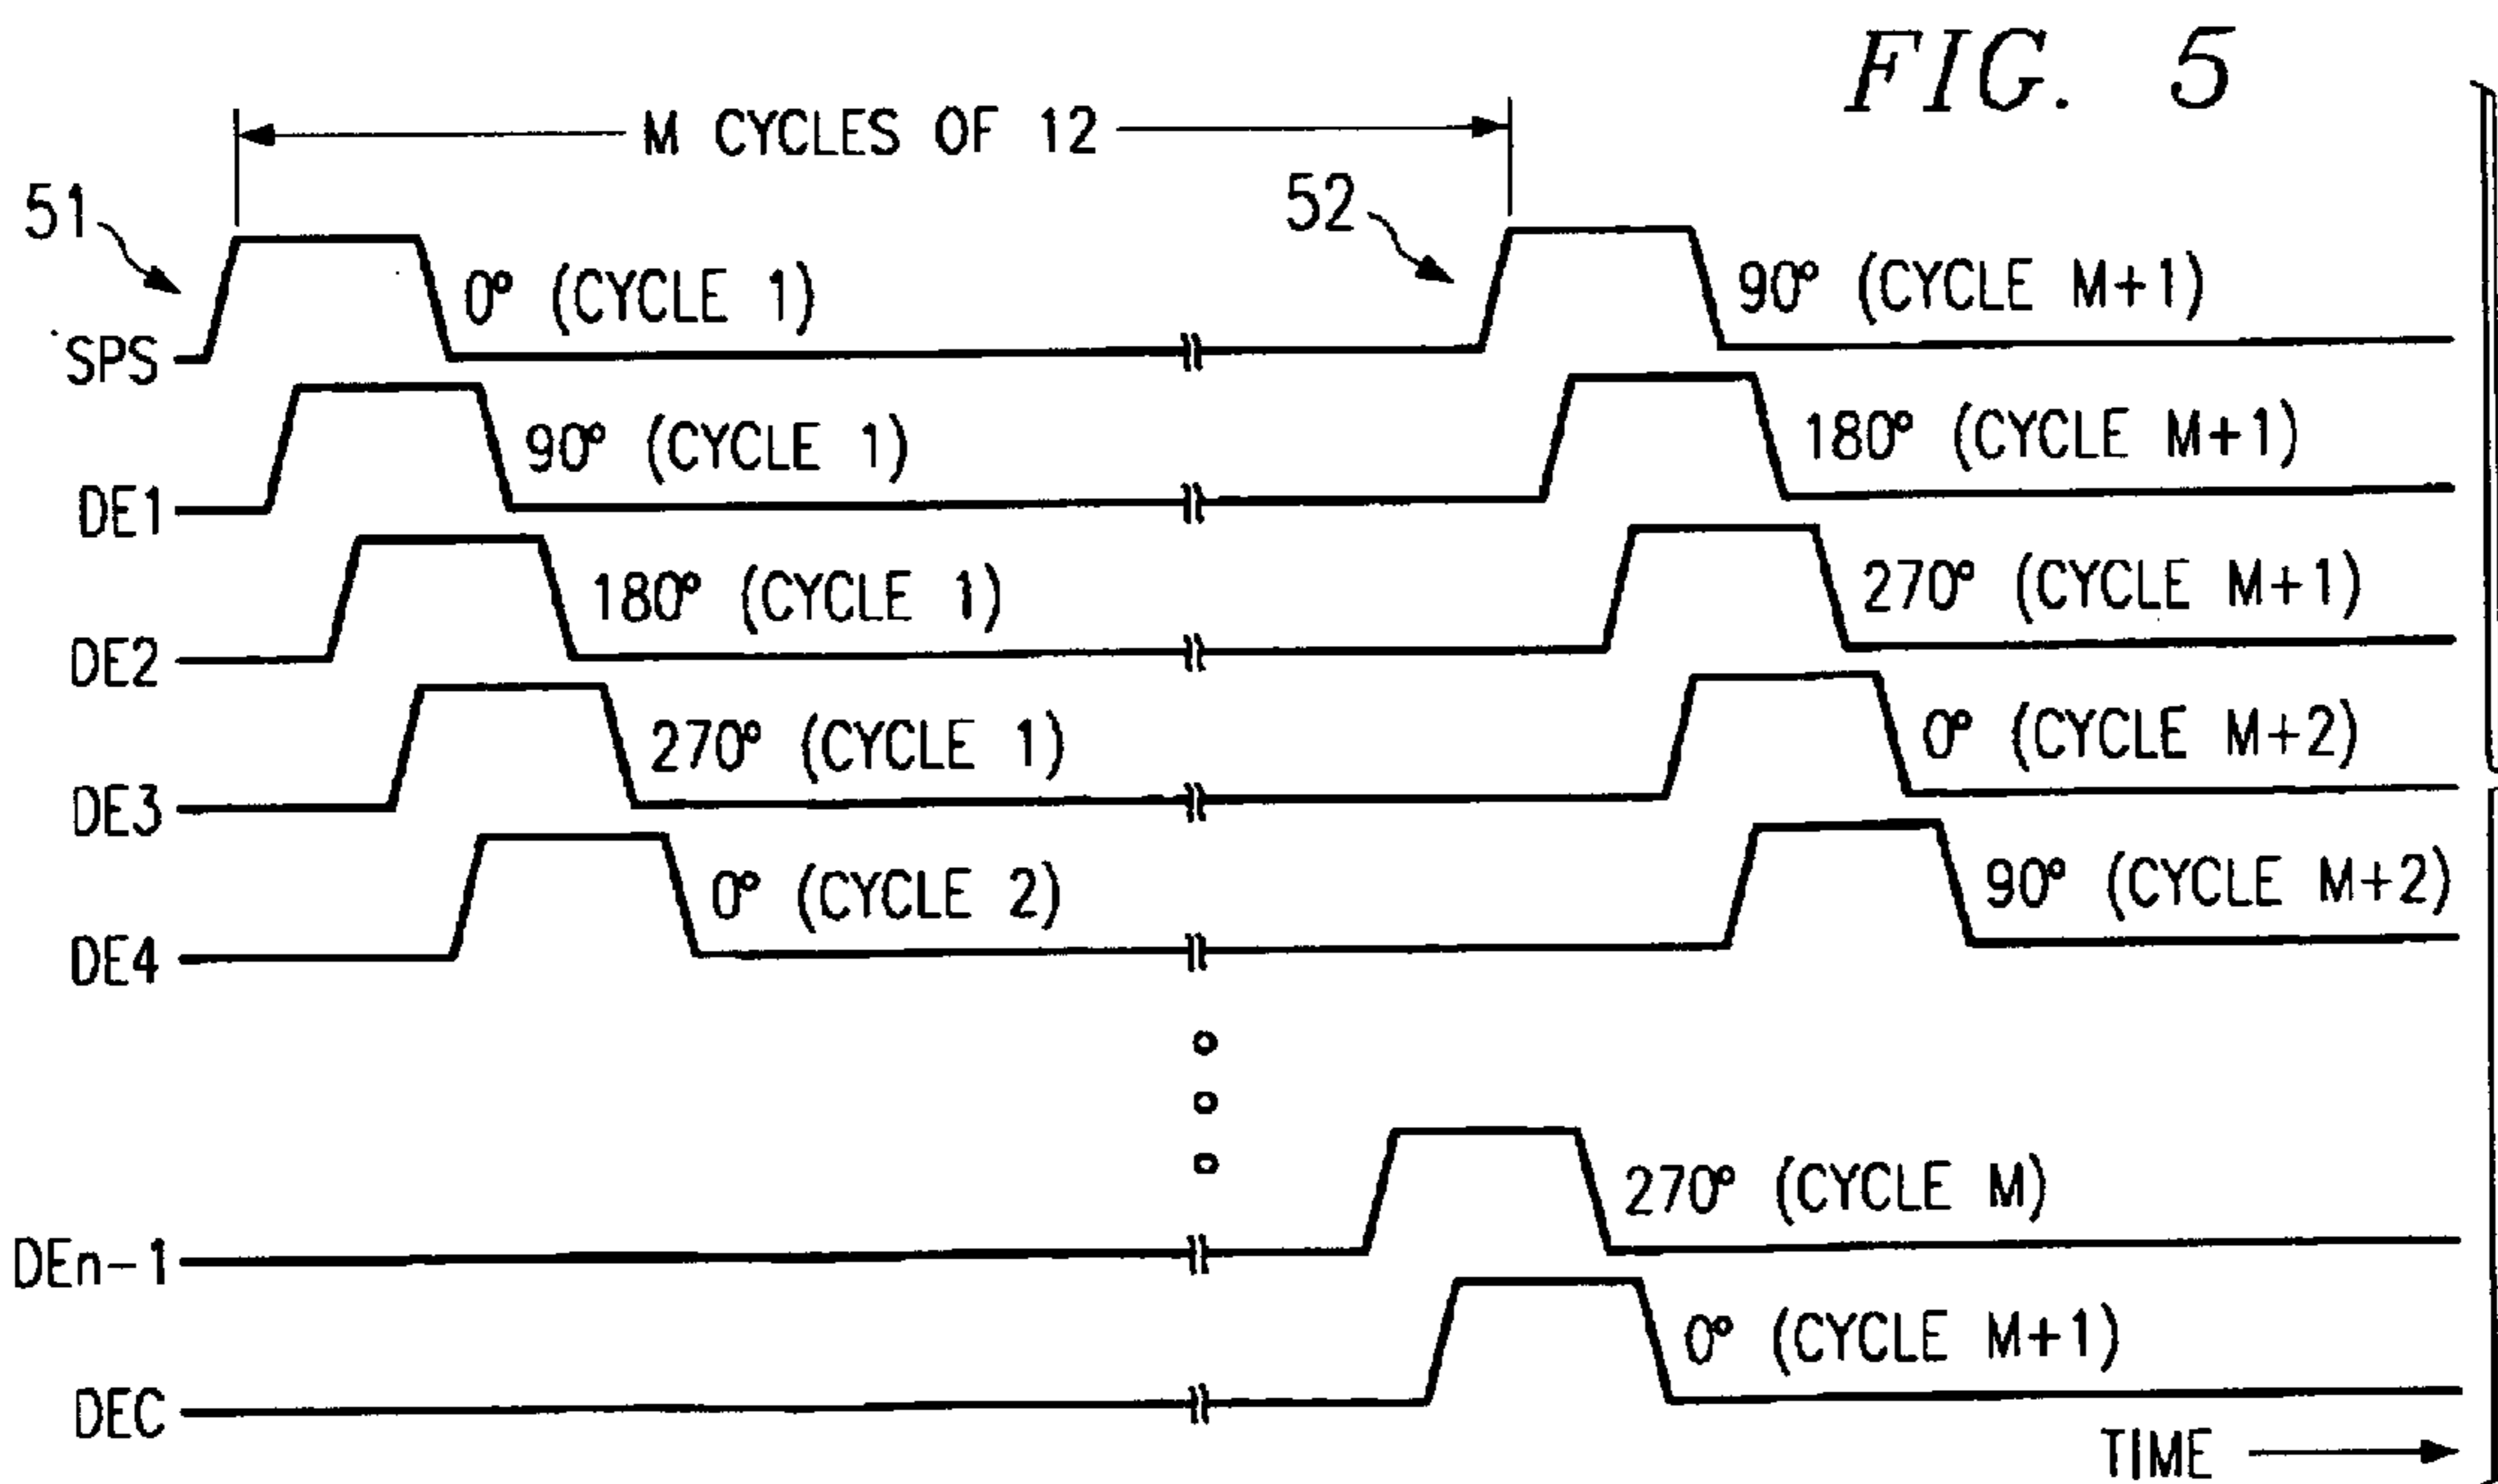 FIG. 5
M CYCLES OF 12
51
52
0° (CYCLE 1)
90° (CYCLE M+1)
SPS
90° (CYCLE 1)
180° (CYCLE M+1)
DE1
180° (CYCLE 1)
270° (CYCLE M+1)
DE2
270° (CYCLE 1)
0° (CYCLE M+2)
DE3
0° (CYCLE 2)
90° (CYCLE M+2)
DE4
270° (CYCLE M)
DEn-1
0° (CYCLE M+1)
DEC
TIME